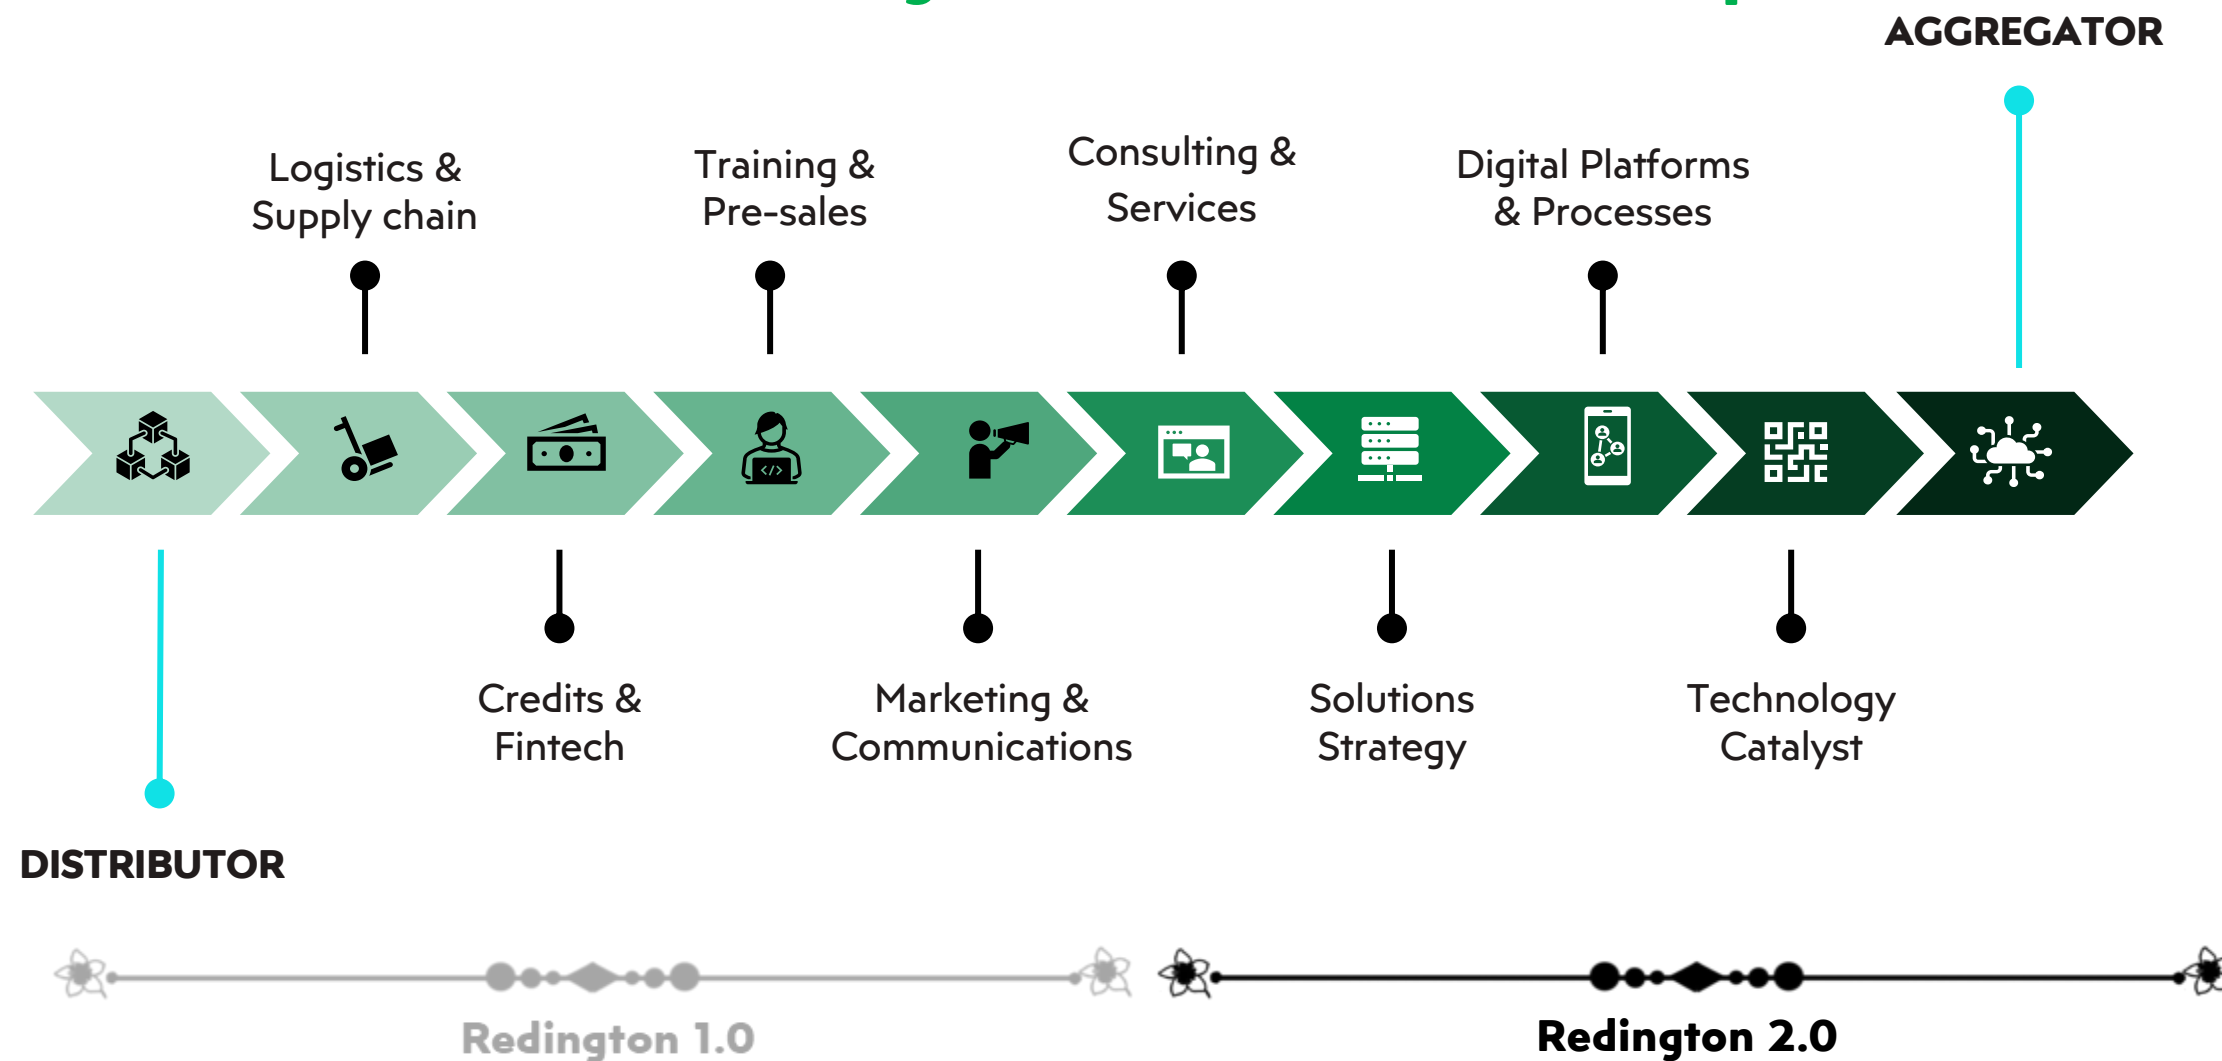 AGGREGATOR
Logistics &
Supply chain
Training &
Pre-sales
Consulting &
Services
Digital Platforms
& Processes
Credits &
Fintech
Marketing &
Communications
Solutions
Strategy
Technology
Catalyst
DISTRIBUTOR
Redington 1.0
Redington 2.0